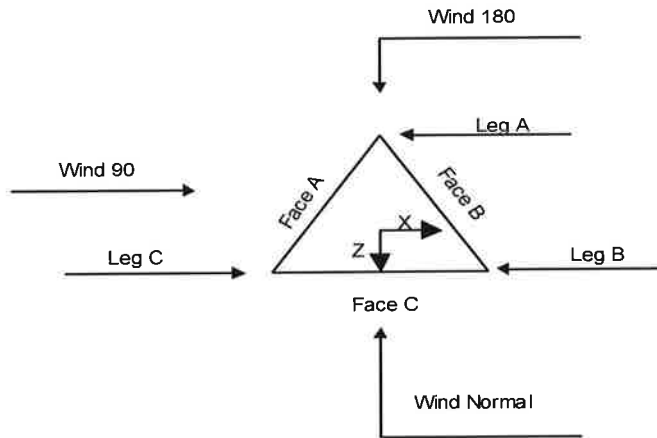 Wind 180
Leg A
Wind 90
Face A
Face B
X
Z
Leg C
Leg B
Face C
Wind Normal